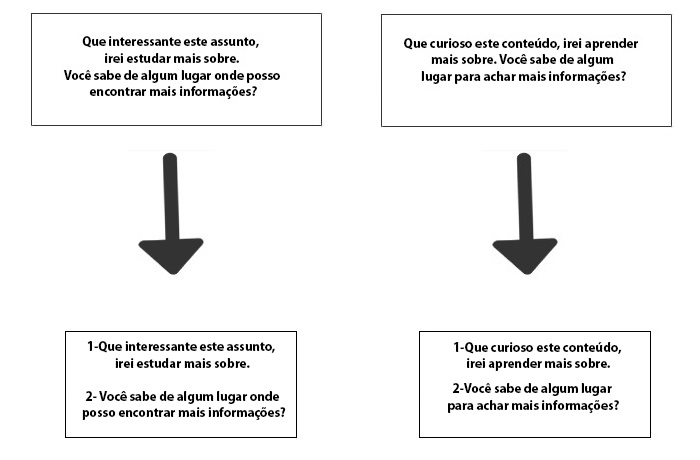 Que interessante este assunto,
irei estudar mais sobre.
Você sabe de algum lugar onde posso
encontrar mais informações?
Que curioso este conteúdo, irei aprender
mais sobre. Você sabe de algum
lugar para achar mais informações?
1-Que interessante este assunto,
irei estudar mais sobre.
2- Você sabe de algum lugar onde
posso encontrar mais informações?
1-Que curioso este conteúdo,
irei aprender mais sobre.
2-Você sabe de algum lugar
para achar mais informações?